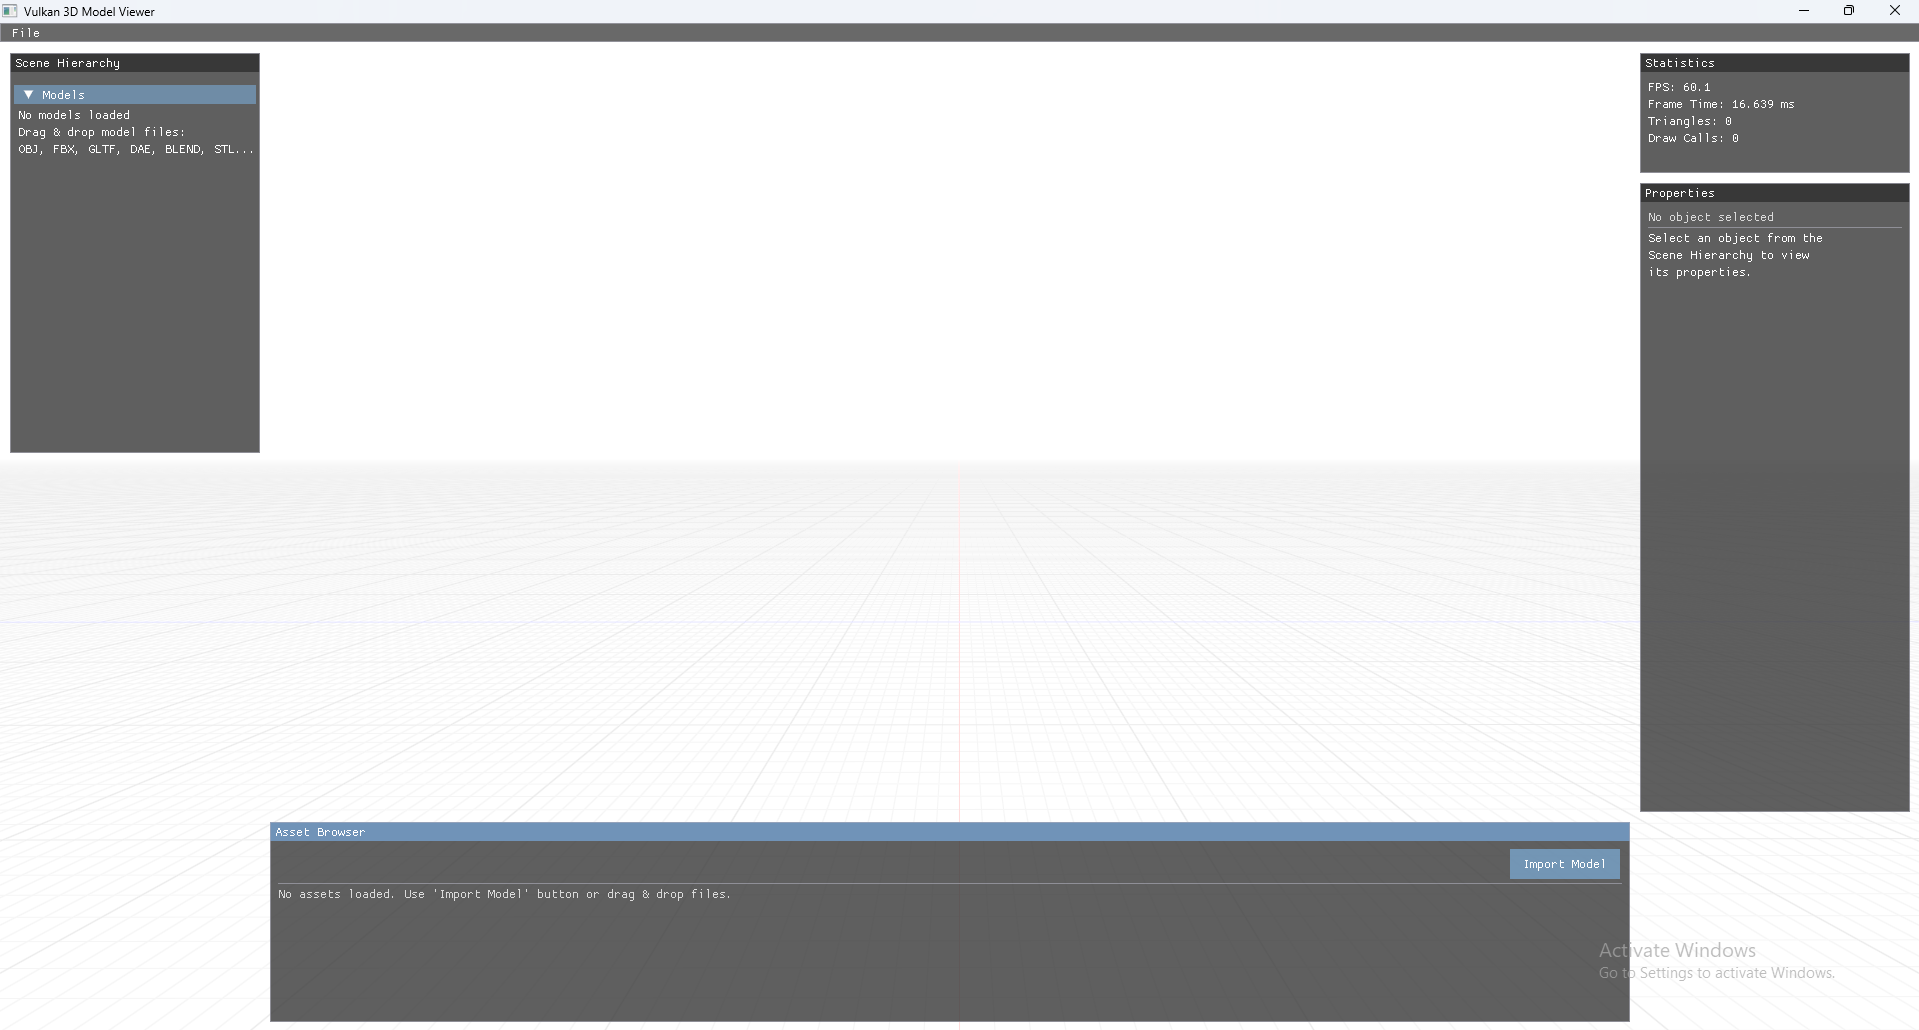 Vulkan 3D Model Viewer
File
Scene Hierarchy
Models
No models loaded
Drag & drop model files:
OBJ, FBX, GLTF, DAE, BLEND, STL...
Statistics
FPS: 60.1
Frame Time: 16.639 ms
Triangles: 0
Draw Calls: 0
Properties
No object selected
Select an object from the
Scene Hierarchy to view
its properties.
Asset Browser
Import Model
No assets loaded. Use 'Import Model' button or drag & drop files.
Activate Windows
Go to Settings to activate Windows.